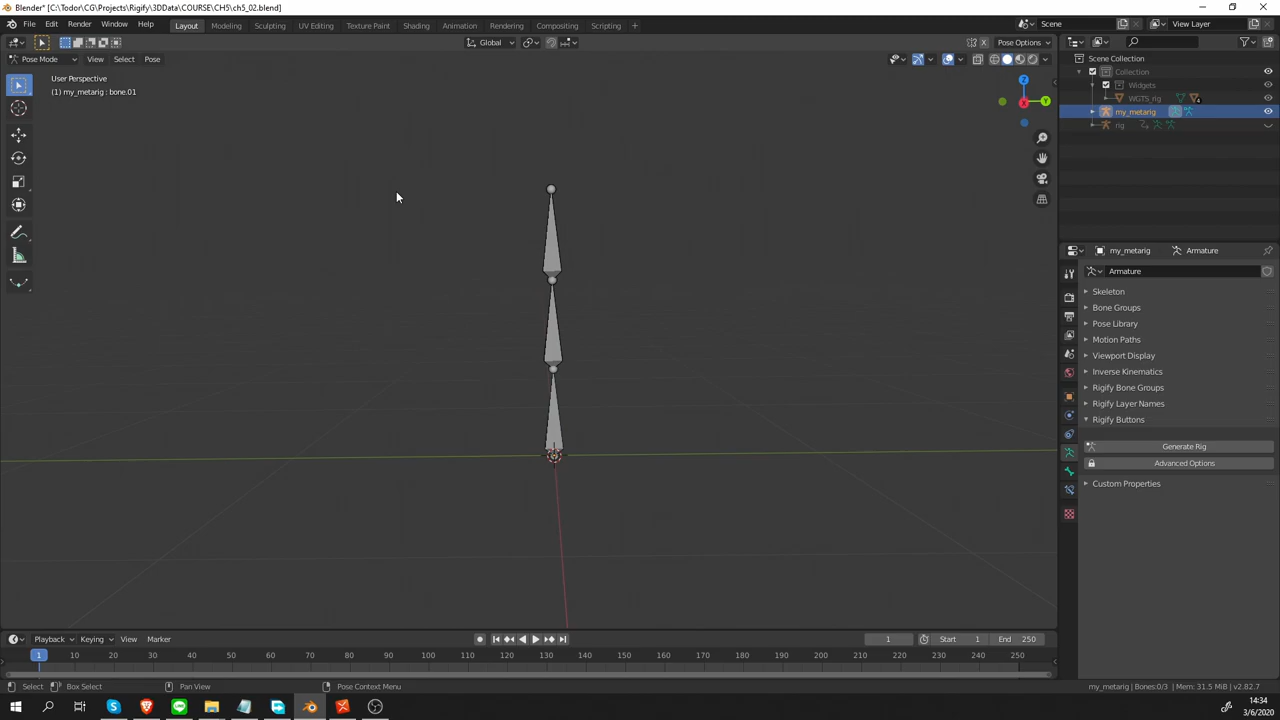 Blender* [C:\Todor\CG\Projects\Rigify\3DData\COURSE\CH5\ch5_02.blend]
File Edit Render Window Help Layout Modeling Sculpting UV Editing Texture Paint Shading Animation Rendering Compositing Scripting + Scene View Layer
Global Pose Options
Pose Mode View Select Pose
User Perspective
(1) my_metarig : bone.01
Z
Y
X
Scene Collection
Collection
Widgets
WGTS_rig 4
my_metarig
rig
my_metarig Armature
Armature
Skeleton
Bone Groups
Pose Library
Motion Paths
Viewport Display
Inverse Kinematics
Rigify Bone Groups
Rigify Layer Names
Rigify Buttons
Generate Rig
Advanced Options
Custom Properties
Playback Keying View Marker 1 Start 1 End 250
1 10 20 30 40 50 60 70 80 90 100 110 120 130 140 150 160 170 180 190 200 210 220 230 240 250
Select Box Select Pan View Pose Context Menu my_metarig | Bones:0/3 | Mem: 31.5 MiB | v2.82.7
14:34
3/6/2020